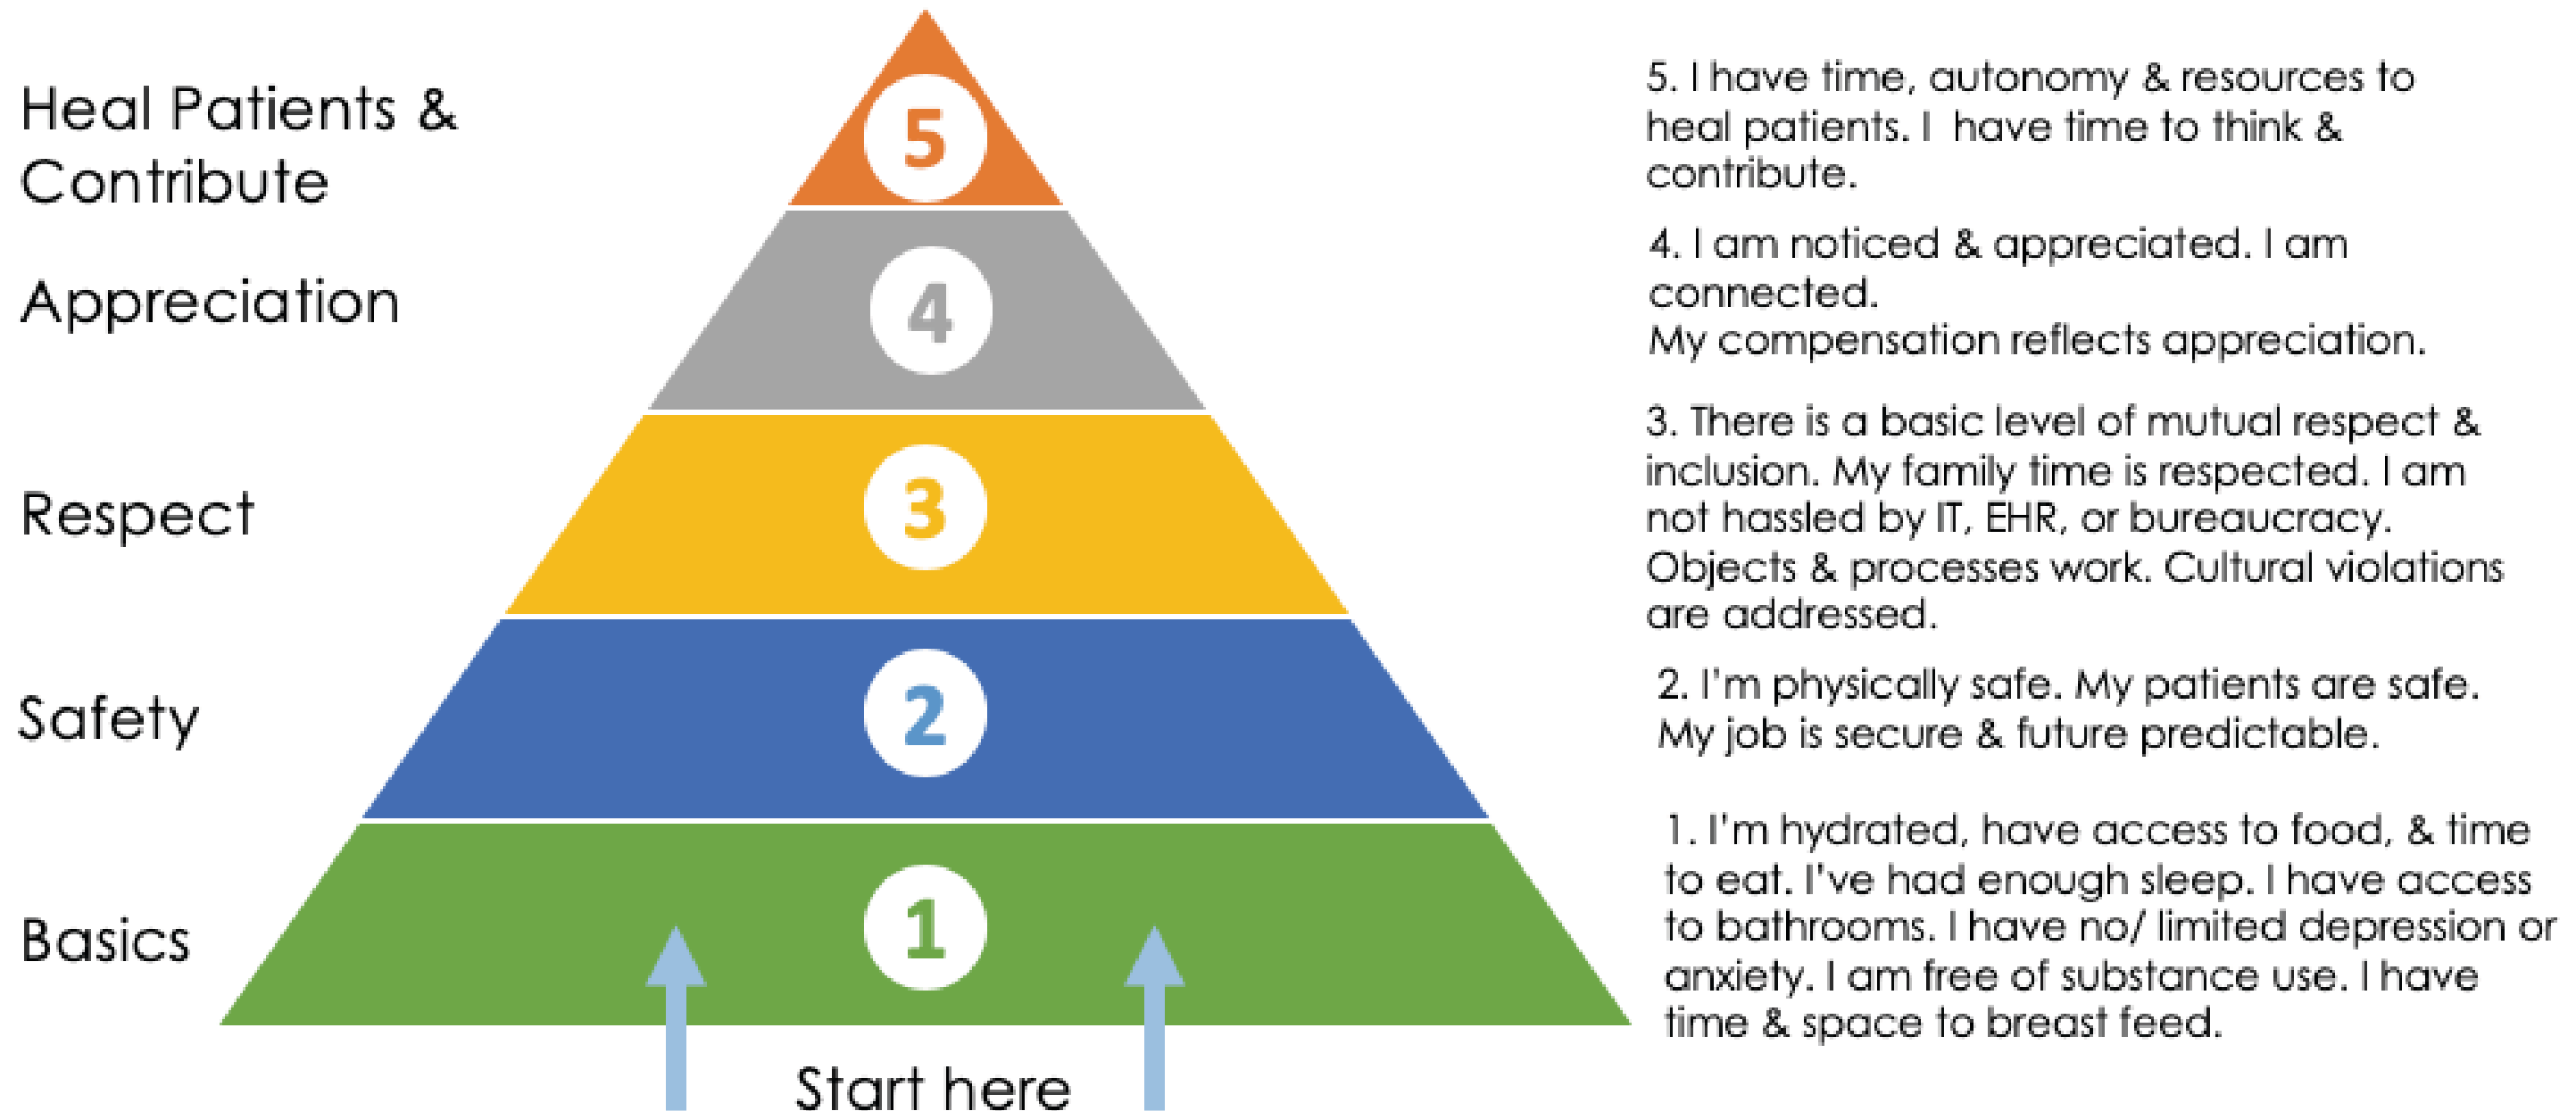 Heal Patients &
Contribute
5
5. I have time, autonomy & resources to
heal patients. I have time to think &
contribute.
Appreciation
4
4. I am noticed & appreciated. I am
connected.
My compensation reflects appreciation.
Respect
3
3. There is a basic level of mutual respect &
inclusion. My family time is respected. I am
not hassled by IT, EHR, or bureaucracy.
Objects & processes work. Cultural violations
are addressed.
Safety
2
2. I'm physically safe. My patients are safe.
My job is secure & future predictable.
Basics
1
1. I'm hydrated, have access to food, & time
to eat. I've had enough sleep. I have access
to bathrooms. I have no/ limited depression or
anxiety. I am free of substance use. I have
time & space to breast feed.
Start here